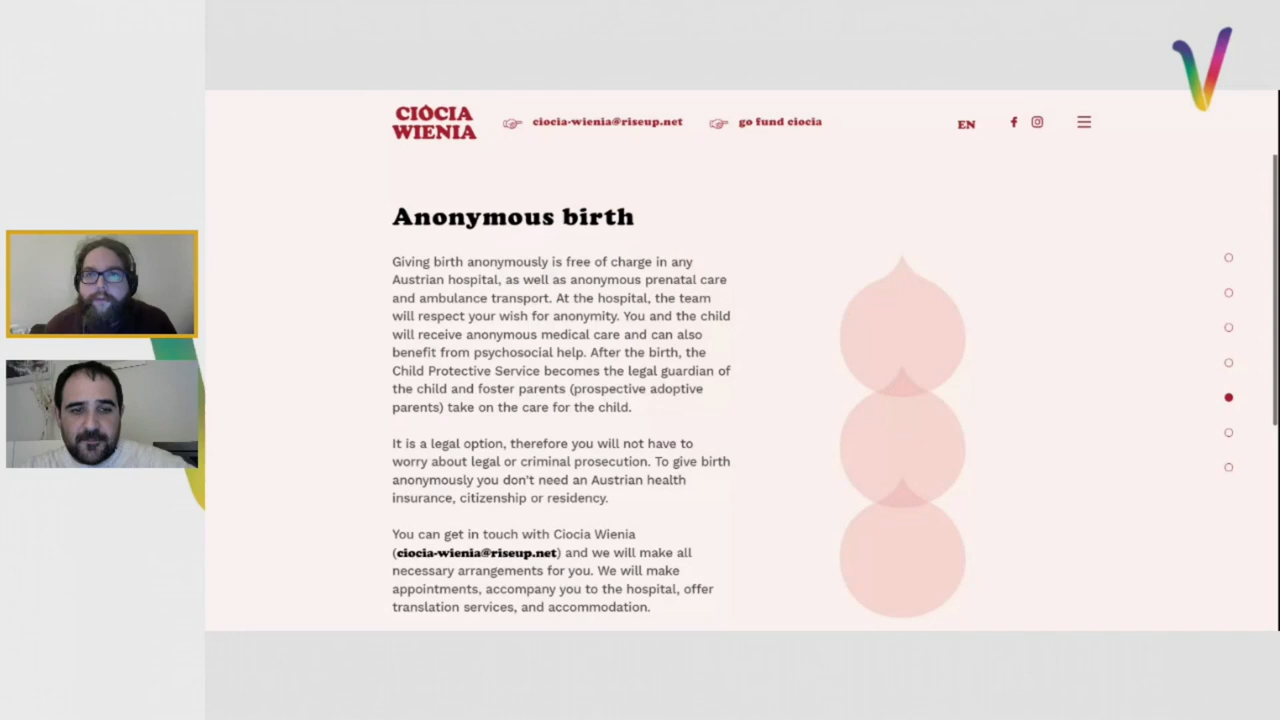 CIOCIA
WIENIA
ciocia-wienia@riseup.net
go fund ciocia
EN
Anonymous birth
Giving birth anonymously is free of charge in any
Austrian hospital, as well as anonymous prenatal care
and ambulance transport. At the hospital, the team
will respect your wish for anonymity. You and the child
will receive anonymous medical care and can also
benefit from psychosocial help. After the birth, the
Child Protective Service becomes the legal guardian of
the child and foster parents (prospective adoptive
parents) take on the care for the child.
It is a legal option, therefore you will not have to
worry about legal or criminal prosecution. To give birth
anonymously you don't need an Austrian health
insurance, citizenship or residency.
You can get in touch with Ciocia Wienia
(ciocia-wienia@riseup.net) and we will make all
necessary arrangements for you. We will make
appointments, accompany you to the hospital, offer
translation services, and accommodation.